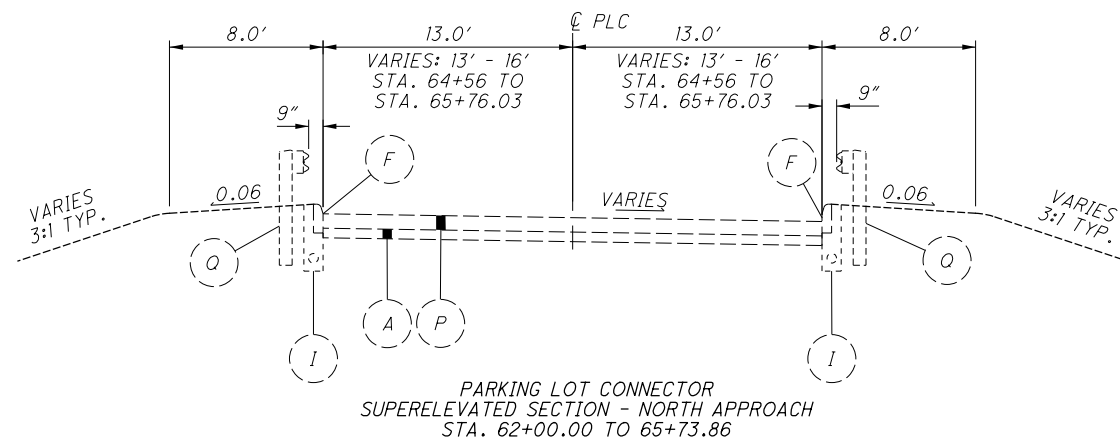 ℄ PLC
8.0' 13.0' 13.0' 8.0'
VARIES: 13' - 16' VARIES: 13' - 16'
STA. 64+56 TO STA. 64+56 TO
STA. 65+76.03 STA. 65+76.03
9" 9"
F F
VARIES 0.06 VARIES 0.06 VARIES
3:1 TYP. 3:1 TYP.
Q Q
A P
I I
PARKING LOT CONNECTOR
SUPERELEVATED SECTION - NORTH APPROACH
STA. 62+00.00 TO 65+73.86